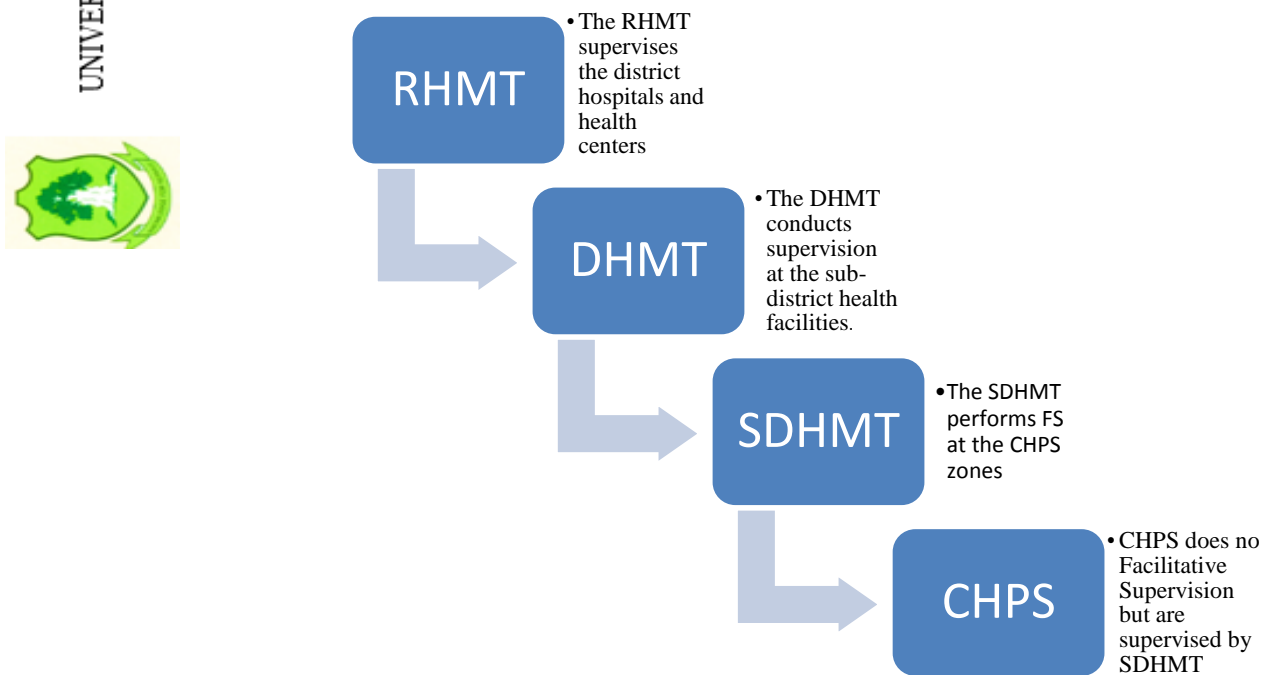 RHMT
• The RHMT
supervises
the district
hospitals and
health
centers
DHMT
• The DHMT
conducts
supervision
at the sub-
district health
facilities.
SDHMT
•The SDHMT
performs FS
at the CHPS
zones
CHPS
• CHPS does no
Facilitative
Supervision
but are
supervised by
SDHMT